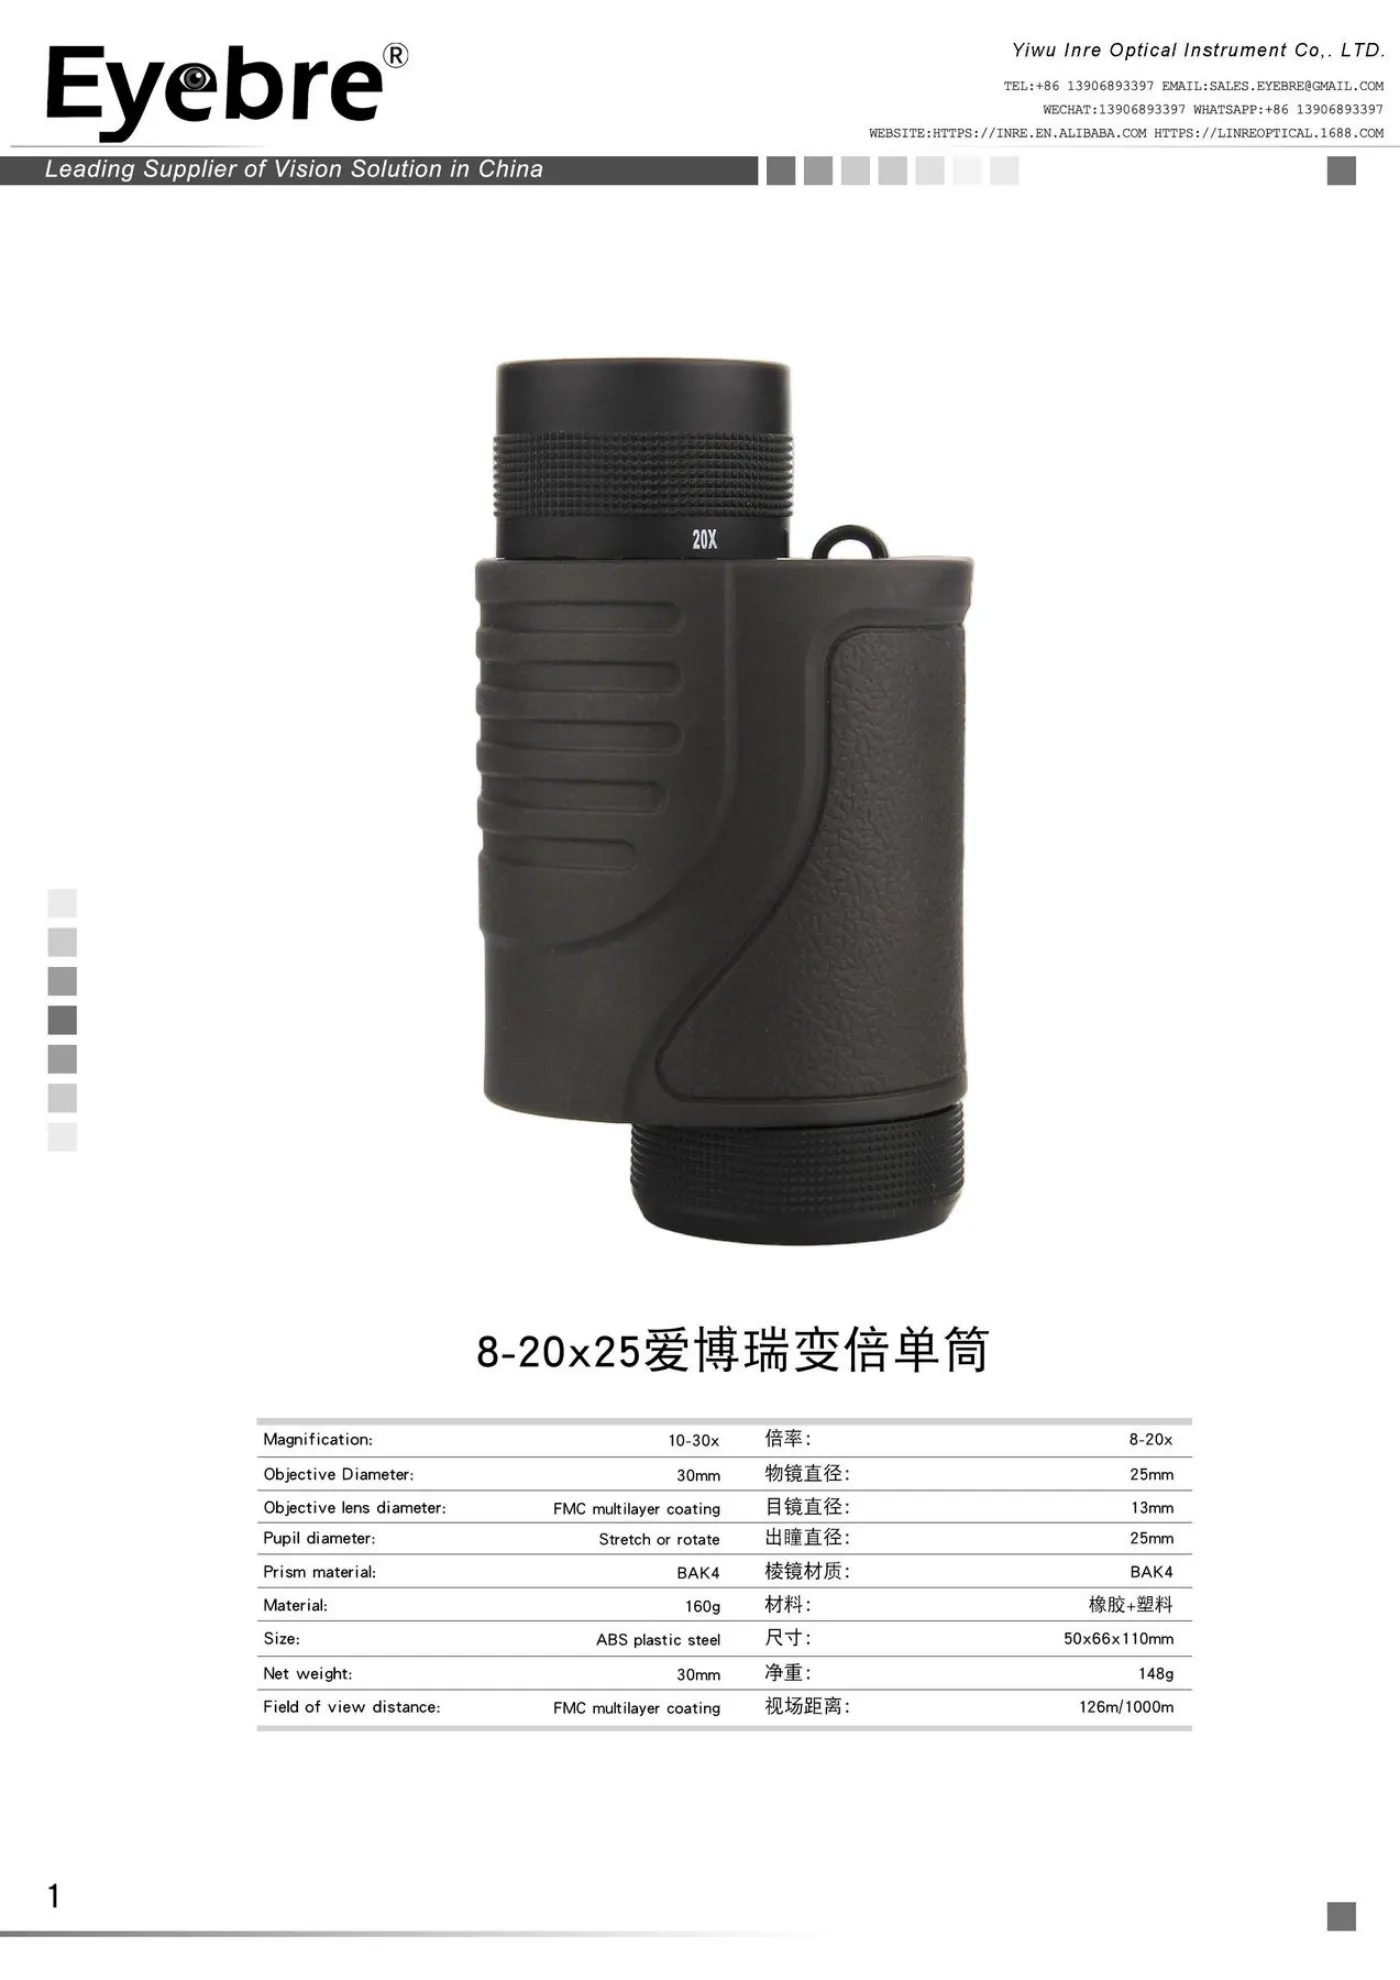 Eyebre®
Yiwu Inre Optical Instrument Co,. LTD.
TEL:+86 13906893397 EMAIL:SALES.EYEBRE@GMAIL.COM
WECHAT:13906893397 WHATSAPP:+86 13906893397
WEBSITE:HTTPS://INRE.EN.ALIBABA.COM HTTPS://LINREOPTICAL.1688.COM
Leading Supplier of Vision Solution in China
20X
8-20x25爱博瑞变倍单筒
Magnification: 10-30x 倍率: 8-20x
Objective Diameter: 30mm 物镜直径: 25mm
Objective lens diameter: FMC multilayer coating 目镜直径: 13mm
Pupil diameter: Stretch or rotate 出瞳直径: 25mm
Prism material: BAK4 棱镜材质: BAK4
Material: 160g 材料: 橡胶+塑料
Size: ABS plastic steel 尺寸: 50x66x110mm
Net weight: 30mm 净重: 148g
Field of view distance: FMC multilayer coating 视场距离: 126m/1000m
1